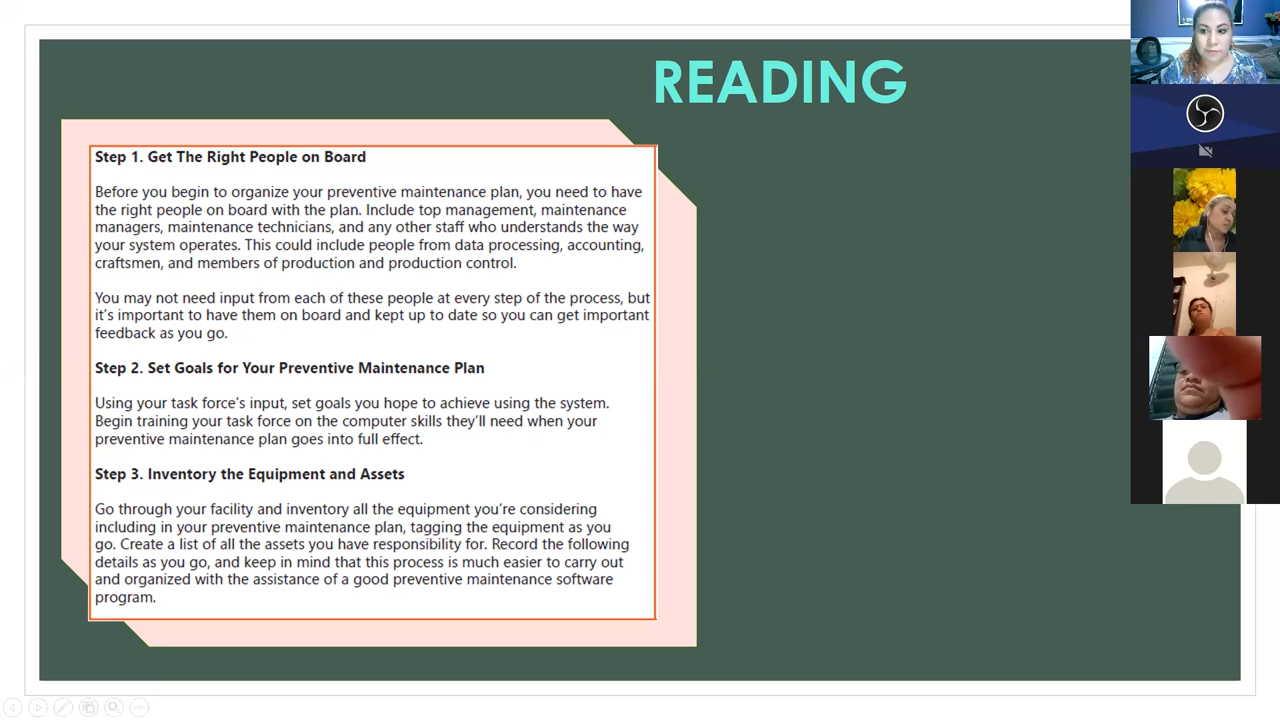 READING
Step 1. Get The Right People on Board
Before you begin to organize your preventive maintenance plan, you need to have
the right people on board with the plan. Include top management, maintenance
managers, maintenance technicians, and any other staff who understands the way
your system operates. This could include people from data processing, accounting,
craftsmen, and members of production and production control.
You may not need input from each of these people at every step of the process, but
it's important to have them on board and kept up to date so you can get important
feedback as you go.
Step 2. Set Goals for Your Preventive Maintenance Plan
Using your task force's input, set goals you hope to achieve using the system.
Begin training your task force on the computer skills they'll need when your
preventive maintenance plan goes into full effect.
Step 3. Inventory the Equipment and Assets
Go through your facility and inventory all the equipment you're considering
including in your preventive maintenance plan, tagging the equipment as you
go. Create a list of all the assets you have responsibility for. Record the following
details as you go, and keep in mind that this process is much easier to carry out
and organized with the assistance of a good preventive maintenance software
program.